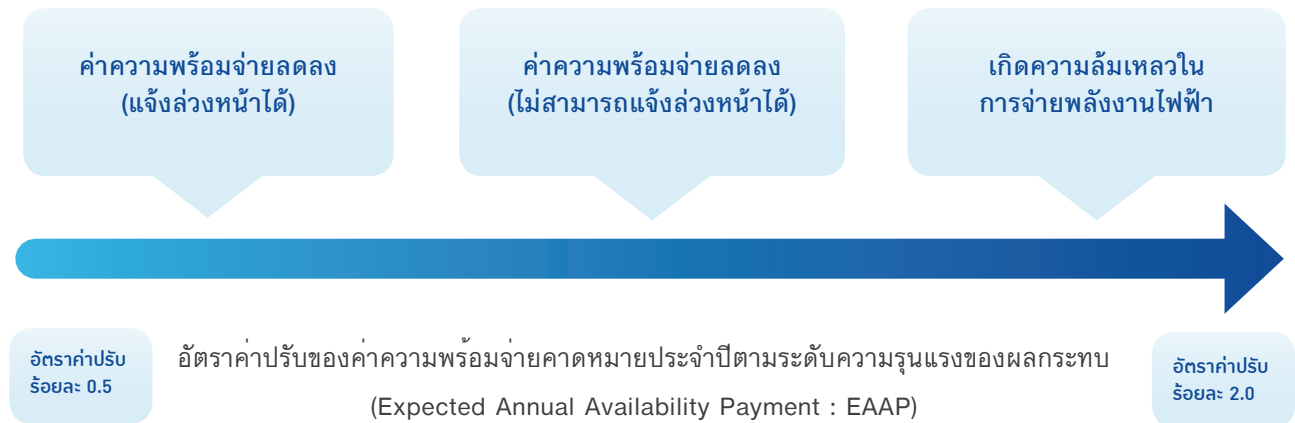 ค่าความพร้อมจ่ายลดลง
(แจ้งล่วงหน้าได้)
ค่าความพร้อมจ่ายลดลง
(ไม่สามารถแจ้งล่วงหน้าได้)
เกิดความล้มเหลวใน
การจ่ายพลังงานไฟฟ้า
อัตราค่าปรับ
ร้อยละ 0.5
อัตราค่าปรับของค่าความพร้อมจ่ายคาดหมายประจำปีตามระดับความรุนแรงของผลกระทบ
(Expected Annual Availability Payment : EAAP)
อัตราค่าปรับ
ร้อยละ 2.0